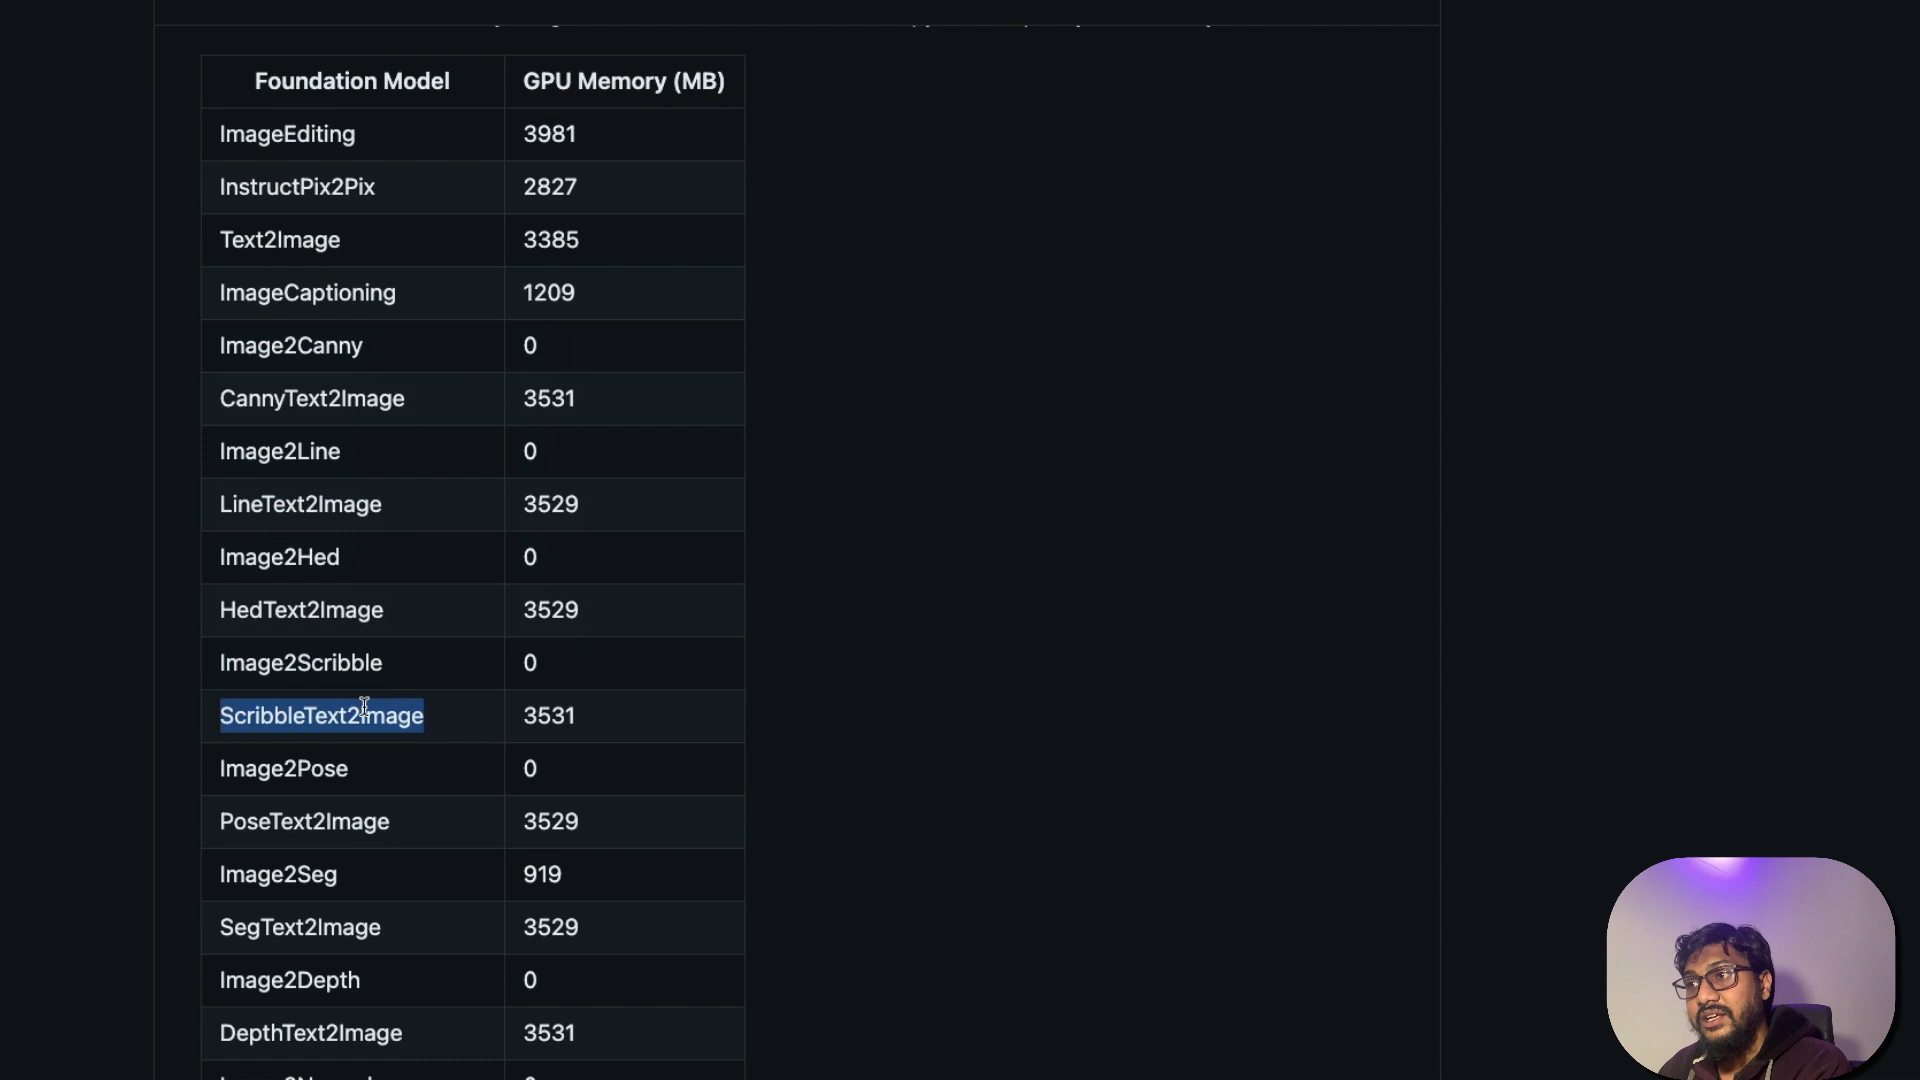 Foundation Model GPU Memory (MB)
ImageEditing 3981
InstructPix2Pix 2827
Text2Image 3385
ImageCaptioning 1209
Image2Canny 0
CannyText2Image 3531
Image2Line 0
LineText2Image 3529
Image2Hed 0
HedText2Image 3529
Image2Scribble 0
ScribbleText2Image 3531
Image2Pose 0
PoseText2Image 3529
Image2Seg 919
SegText2Image 3529
Image2Depth 0
DepthText2Image 3531